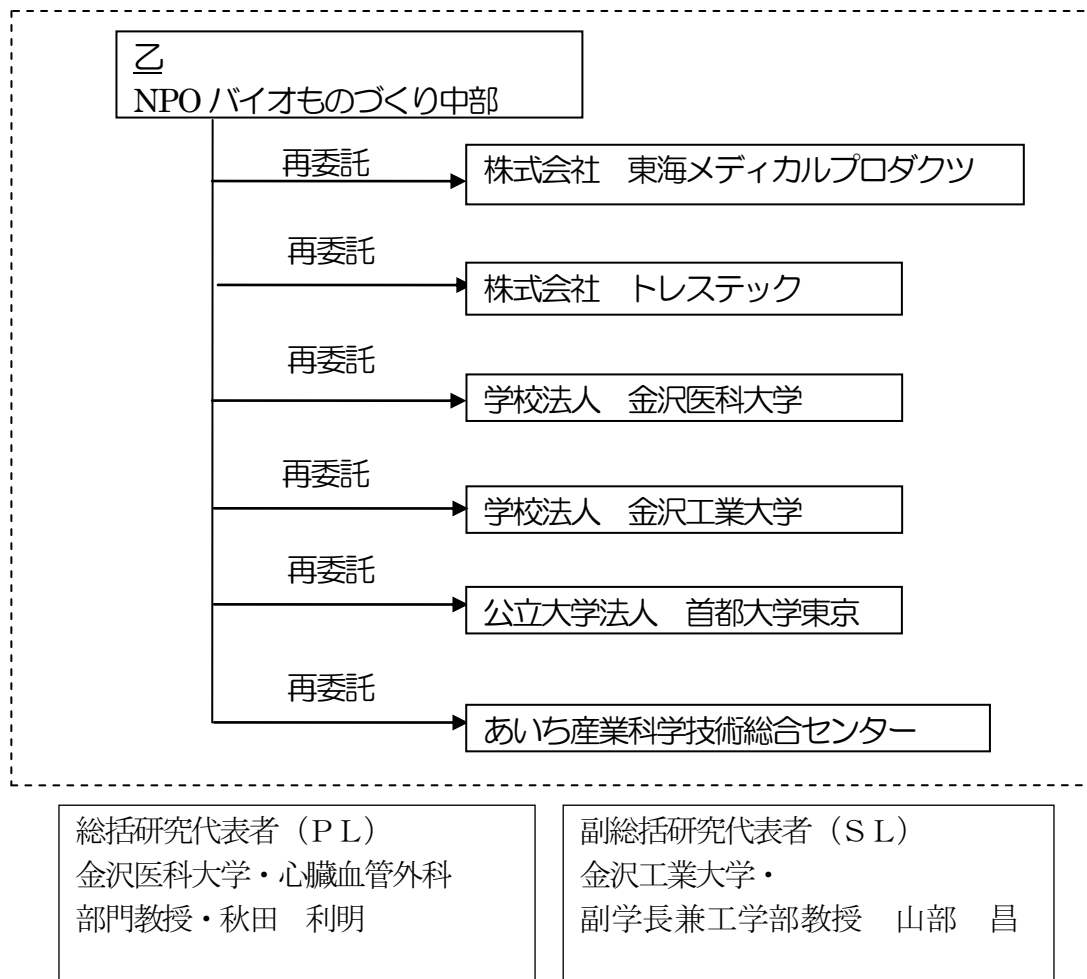 乙
NPO バイオものづくり中部
再委託
株式会社　東海メディカルプロダクツ
再委託
株式会社　トレステック
再委託
学校法人　金沢医科大学
再委託
学校法人　金沢工業大学
再委託
公立大学法人　首都大学東京
再委託
あいち産業科学技術総合センター
総括研究代表者（ＰＬ）
金沢医科大学・心臓血管外科
部門教授・秋田　利明
副総括研究代表者（ＳＬ）
金沢工業大学・
副学長兼工学部教授　山部　昌